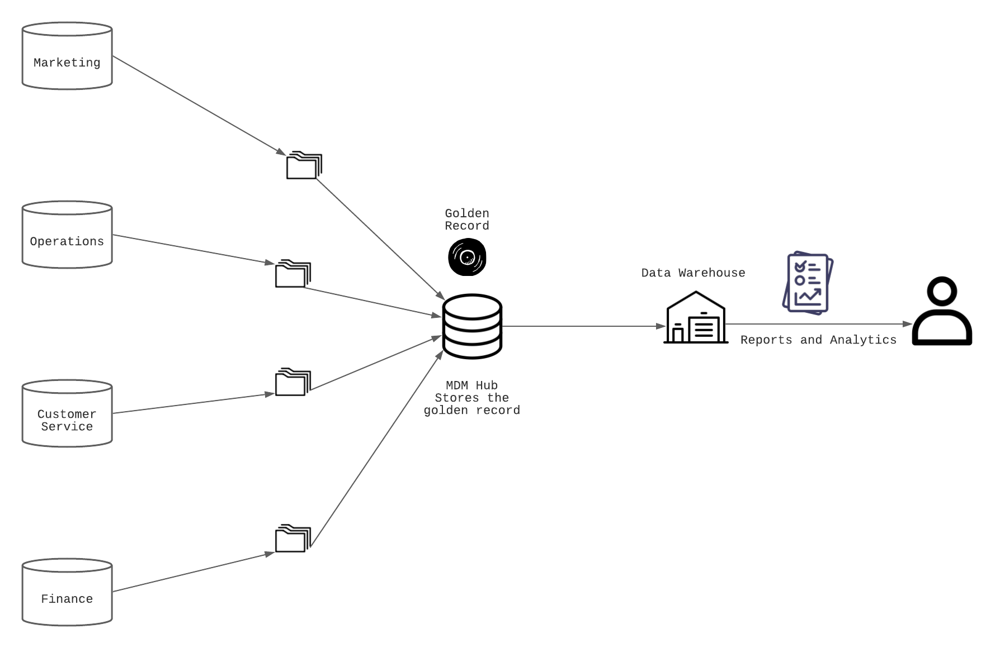 Marketing
Operations
Customer
Service
Finance
Golden
Record
MDM Hub
Stores the
golden record
Data Warehouse
Reports and Analytics